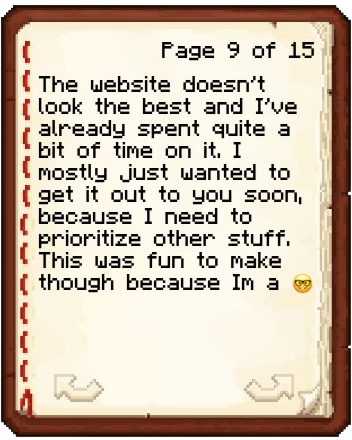 Page 9 of 15
The website doesn't
look the best and I've
already spent quite a
bit of time on it. I
mostly just wanted to
get it out to you soon,
because I need to
prioritize other stuff.
This was fun to make
though because Im a 🤓